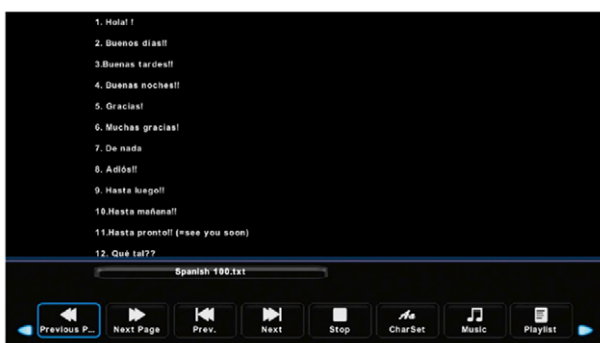 1. Hola! !
2. Buenos días!!
3.Buenas tardes!!
4. Buenas noches!!
5. Gracias!
6. Muchas gracias!
7. De nada
8. Adiós!!
9. Hasta luego!!
10.Hasta mañana!!
11.Hasta pronto!! (=see you soon)
12. Qué tal??
Spanish 100.txt
Previous P... Next Page Prev. Next Stop CharSet Music Playlist